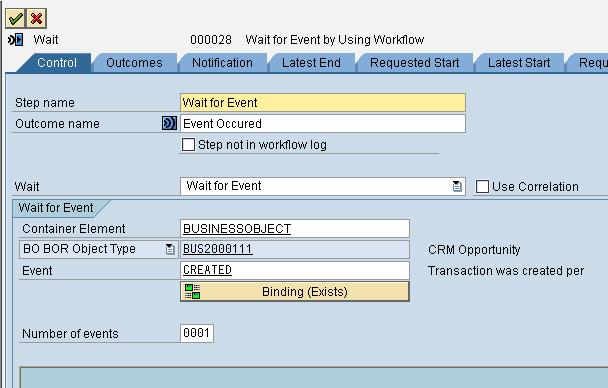 Wait 000028 Wait for Event by Using Workflow
Control Outcomes Notification Latest End Requested Start Latest Start Requ
Step name Wait for Event
Outcome name Event Occured
Step not in workflow log
Wait Wait for Event Use Correlation
Wait for Event
Container Element BUSINESSOBJECT
BO BOR Object Type BUS2000111 CRM Opportunity
Event CREATED Transaction was created per
Binding (Exists)
Number of events 0001